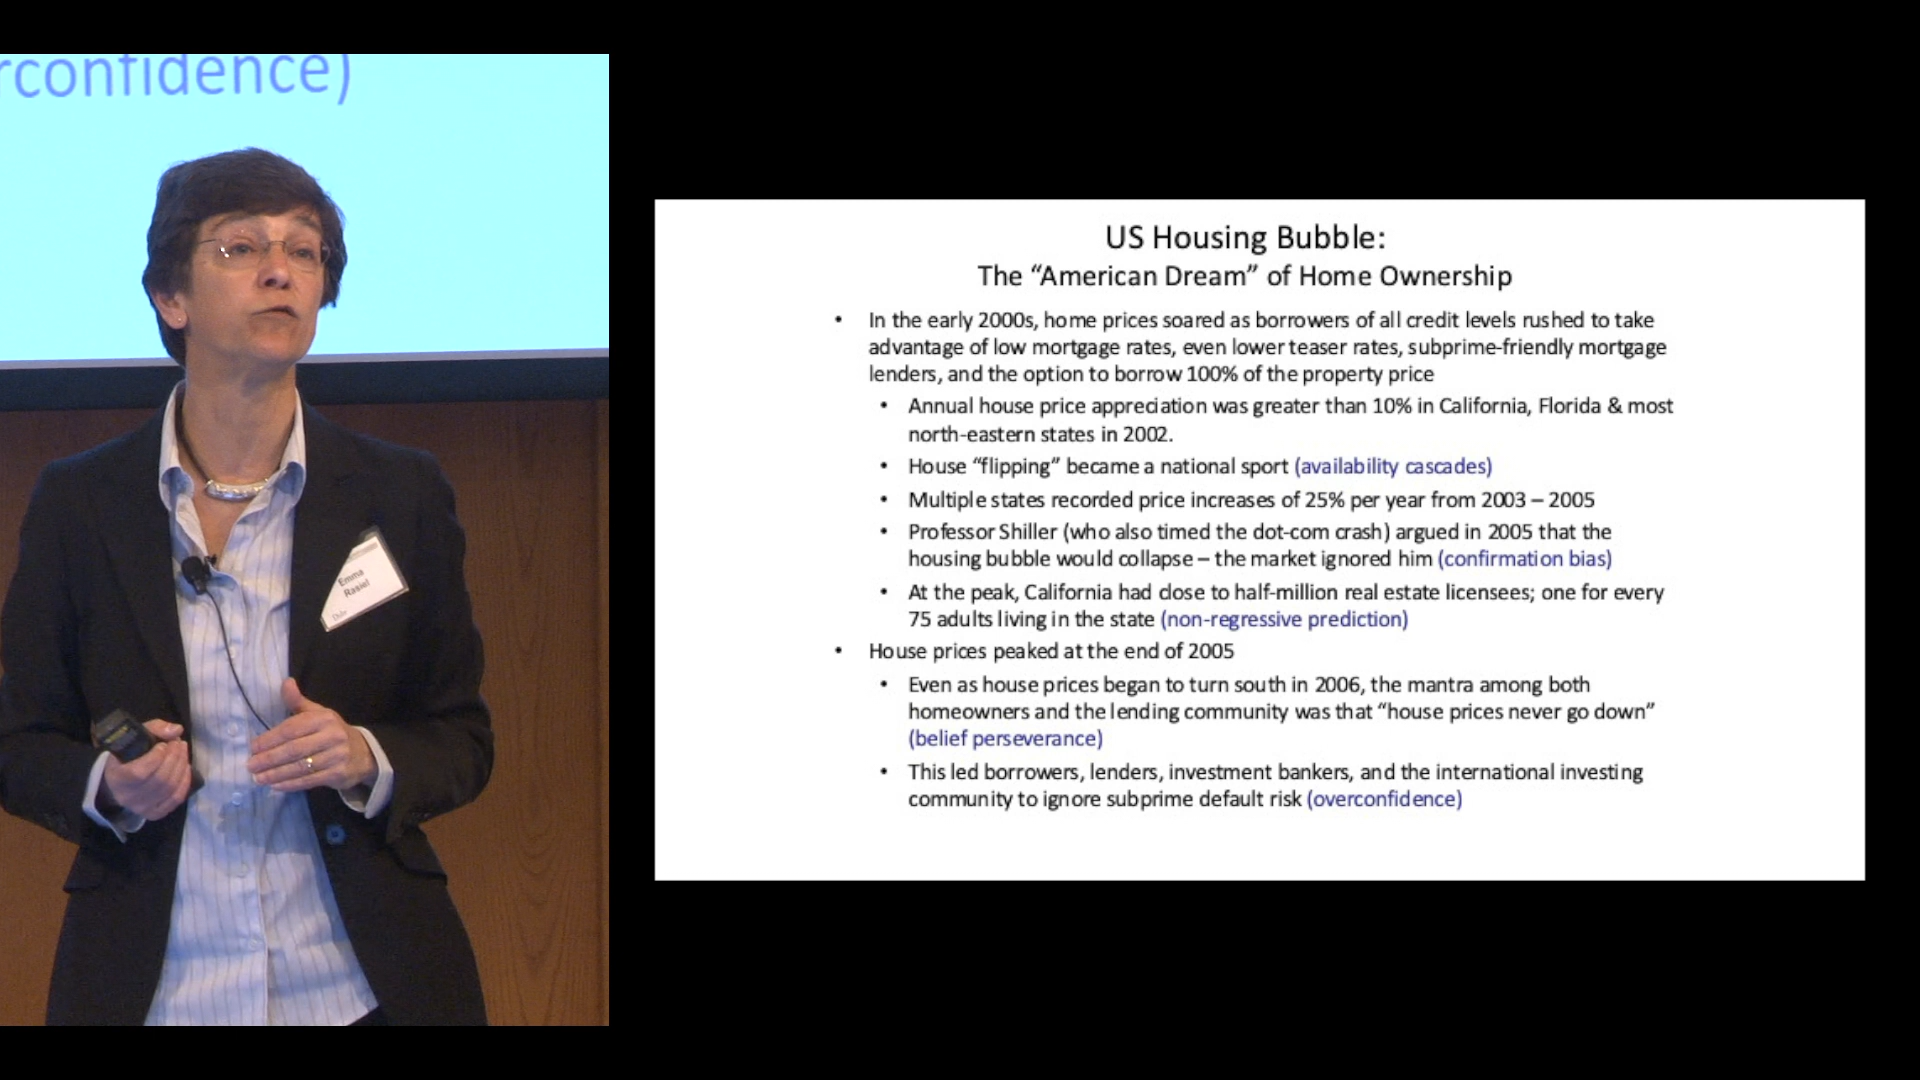 rconfidence)
Emma
Rasiel
Duke
US Housing Bubble:
The “American Dream” of Home Ownership
• In the early 2000s, home prices soared as borrowers of all credit levels rushed to take
advantage of low mortgage rates, even lower teaser rates, subprime-friendly mortgage
lenders, and the option to borrow 100% of the property price
• Annual house price appreciation was greater than 10% in California, Florida & most
north-eastern states in 2002.
• House “flipping” became a national sport (availability cascades)
• Multiple states recorded price increases of 25% per year from 2003 – 2005
• Professor Shiller (who also timed the dot-com crash) argued in 2005 that the
housing bubble would collapse – the market ignored him (confirmation bias)
• At the peak, California had close to half-million real estate licensees; one for every
75 adults living in the state (non-regressive prediction)
• House prices peaked at the end of 2005
• Even as house prices began to turn south in 2006, the mantra among both
homeowners and the lending community was that “house prices never go down”
(belief perseverance)
• This led borrowers, lenders, investment bankers, and the international investing
community to ignore subprime default risk (overconfidence)